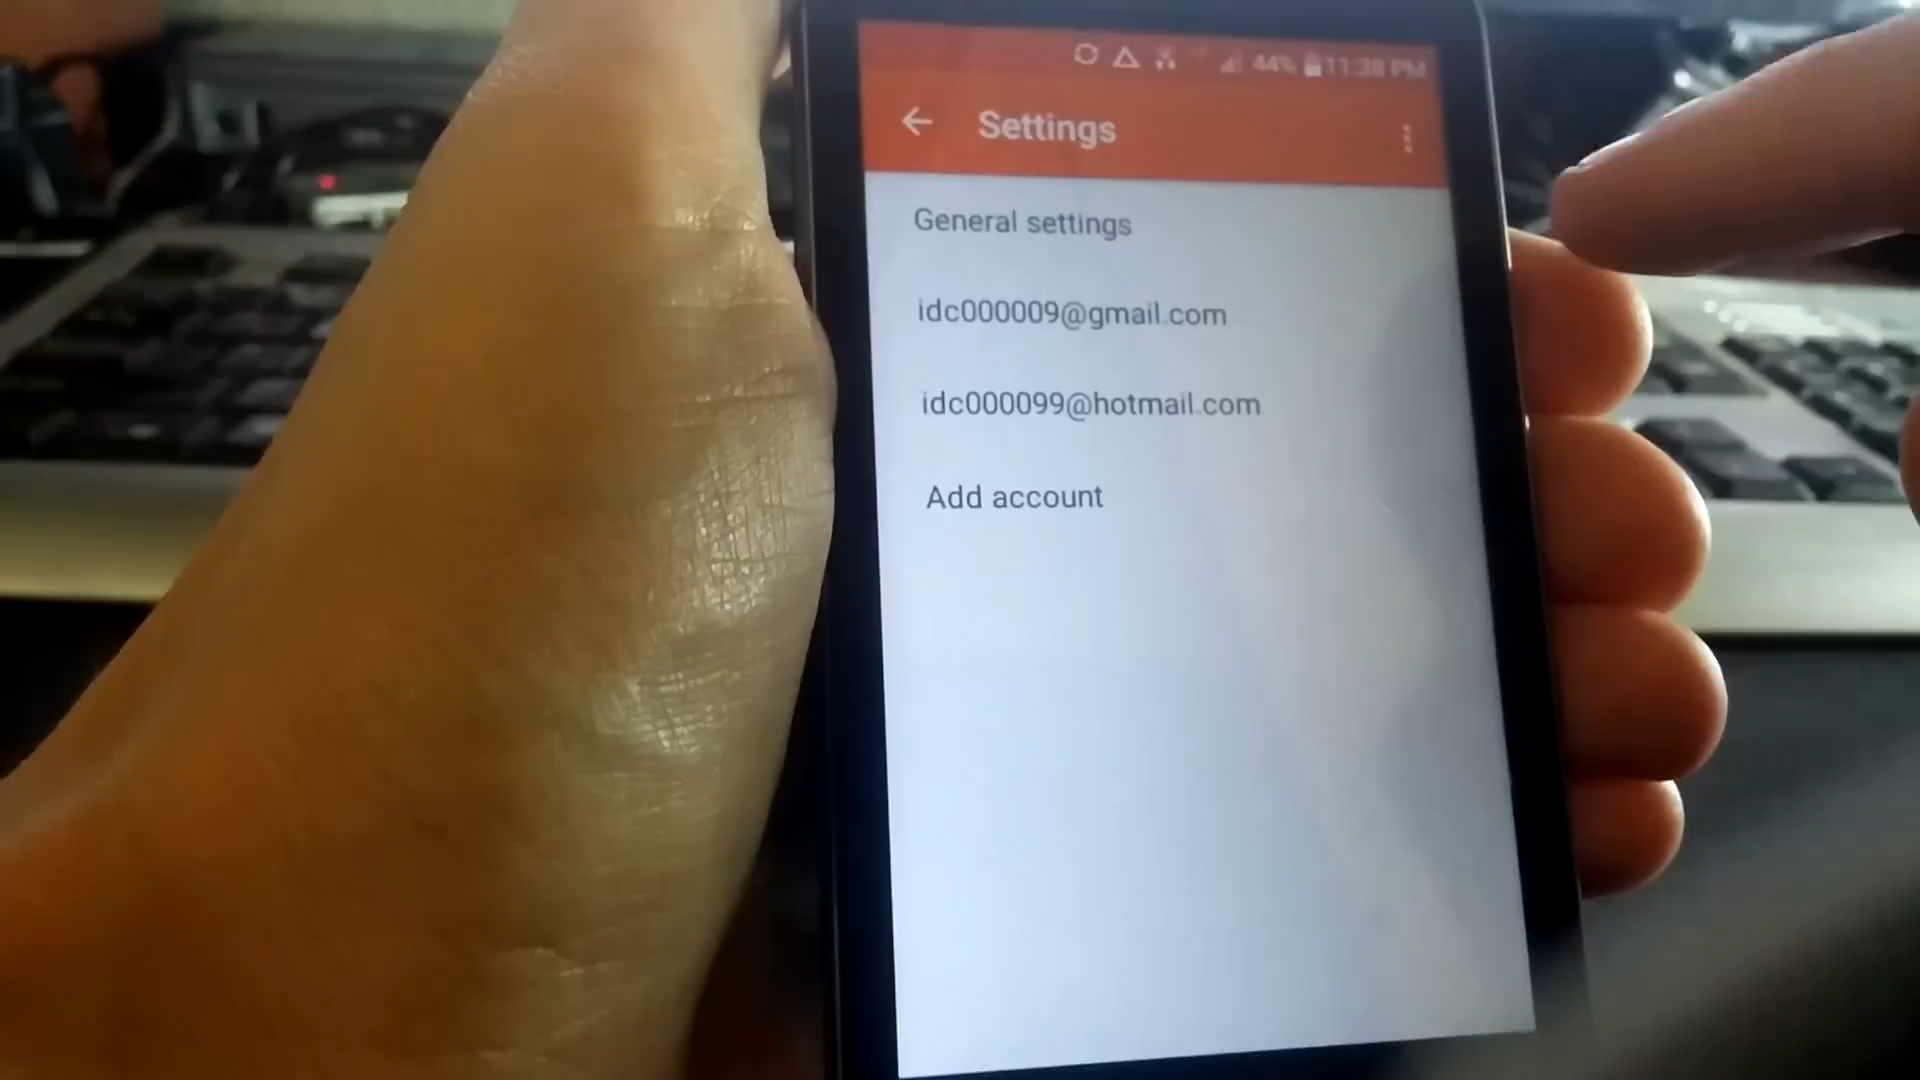 44% 11:38 PM
Settings
General settings
idc000009@gmail.com
idc000099@hotmail.com
Add account